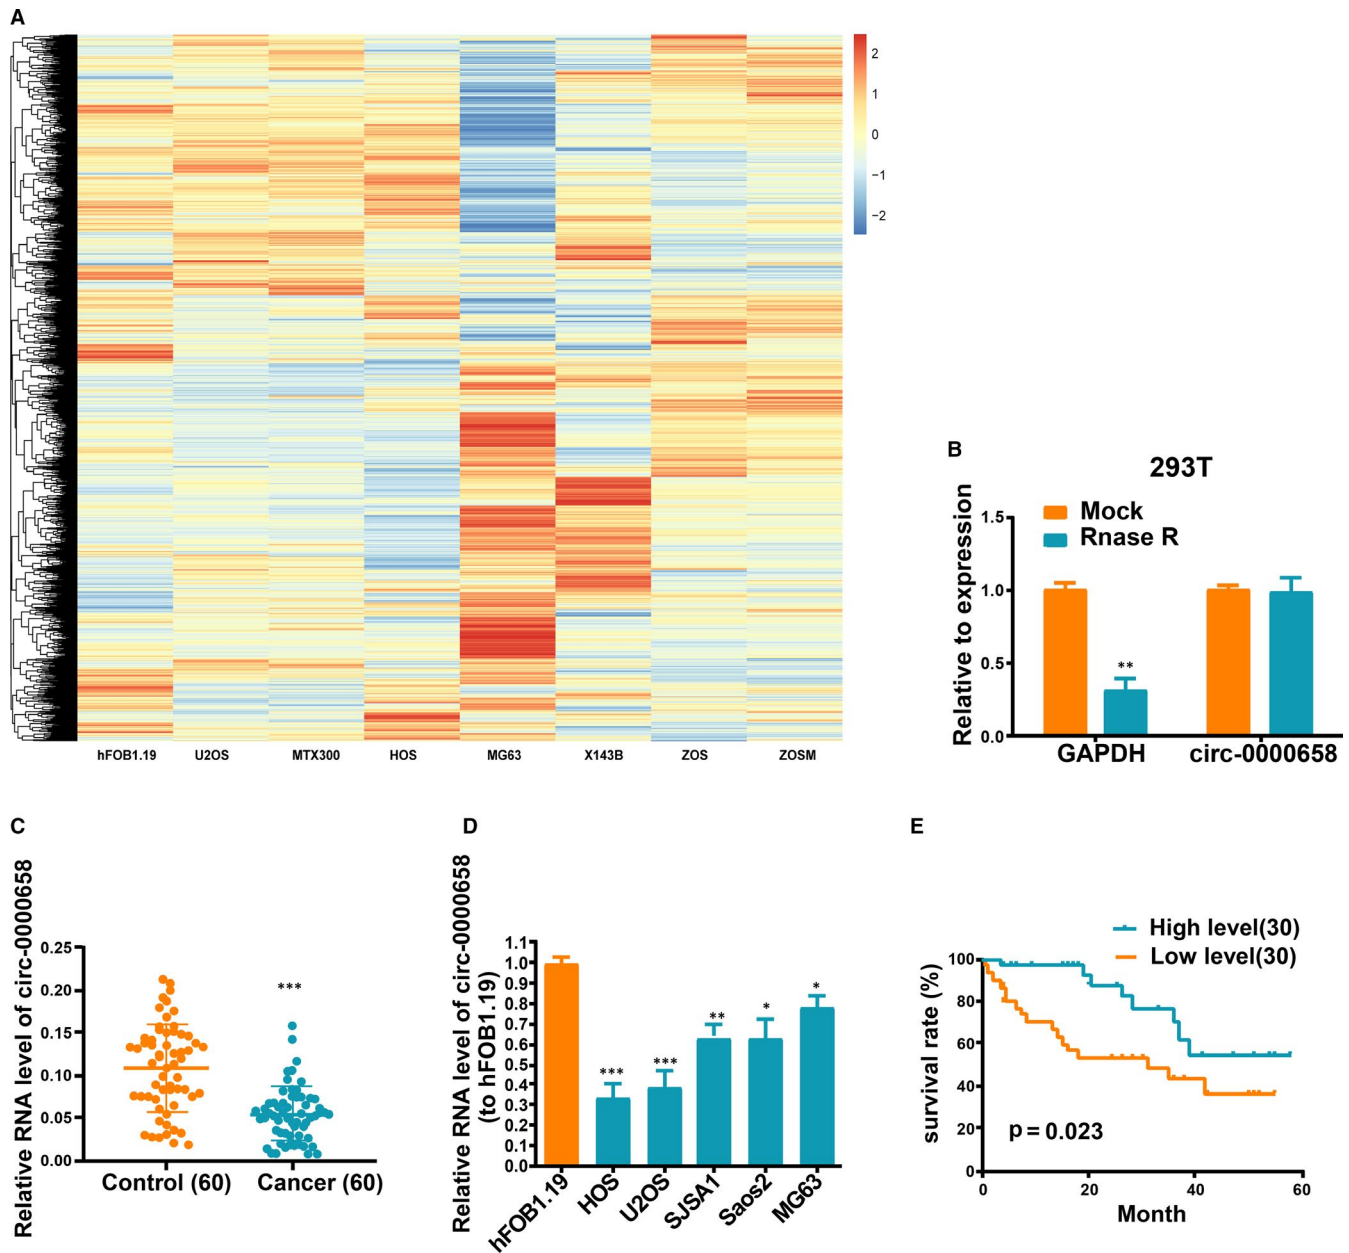 A
2
1
0
−1
−2
hFOB1.19 U2OS MTX300 HOS MG63 X143B ZOS ZOSM
B
293T
Mock
Rnase R
Relative to expression
1.5
1.0
0.5
0.0
**
GAPDH circ-0000658
C
Relative RNA level of circ-0000658
0.25
0.20
0.15
0.10
0.05
0.00
***
Control (60) Cancer (60)
D
Relative RNA level of circ-0000658
(to hFOB1.19)
1.1
1.0
0.9
0.8
0.7
0.6
0.5
0.4
0.3
0.2
0.1
0.0
*** *** ** * *
hFOB1.19 HOS U2OS SJSA1 Saos2 MG63
E
High level(30)
Low level(30)
survival rate (%)
100
80
60
40
20
0
p = 0.023
0 20 40 60
Month